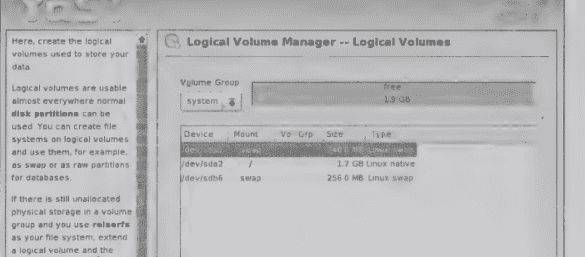 Here, create the logical
volumes used to store your
data
Logical volumes are usable
almost everywhere normal
disk partitions can be
used You can create file
systems on logical volumes
and use them, for example,
as swap or as raw partitions
for databases.
If there is still unallocated
physical storage in a volume
group and you use reiserfs
as your file system, extend
a logical volume and the
Logical Volume Manager -- Logical Volumes
Volume Group
system
free
1.9 GB
Device Mount Vo Grp Size Type
/dev/sda2 / 1.7 GB Linux native
/dev/sdb6 swap 256 0 MB Linux swap